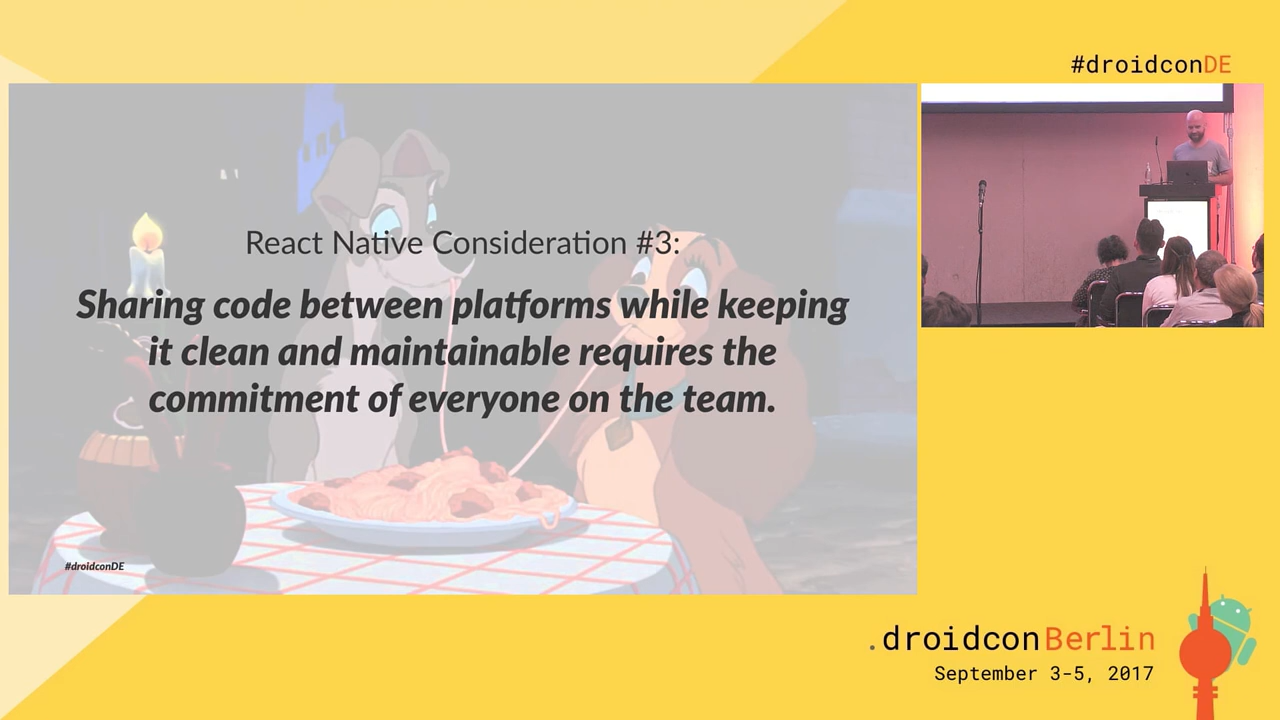 #droidconDE
React Native Consideration #3:
Sharing code between platforms while keeping
it clean and maintainable requires the
commitment of everyone on the team.
#droidconDE
.droidconBerlin
September 3-5, 2017